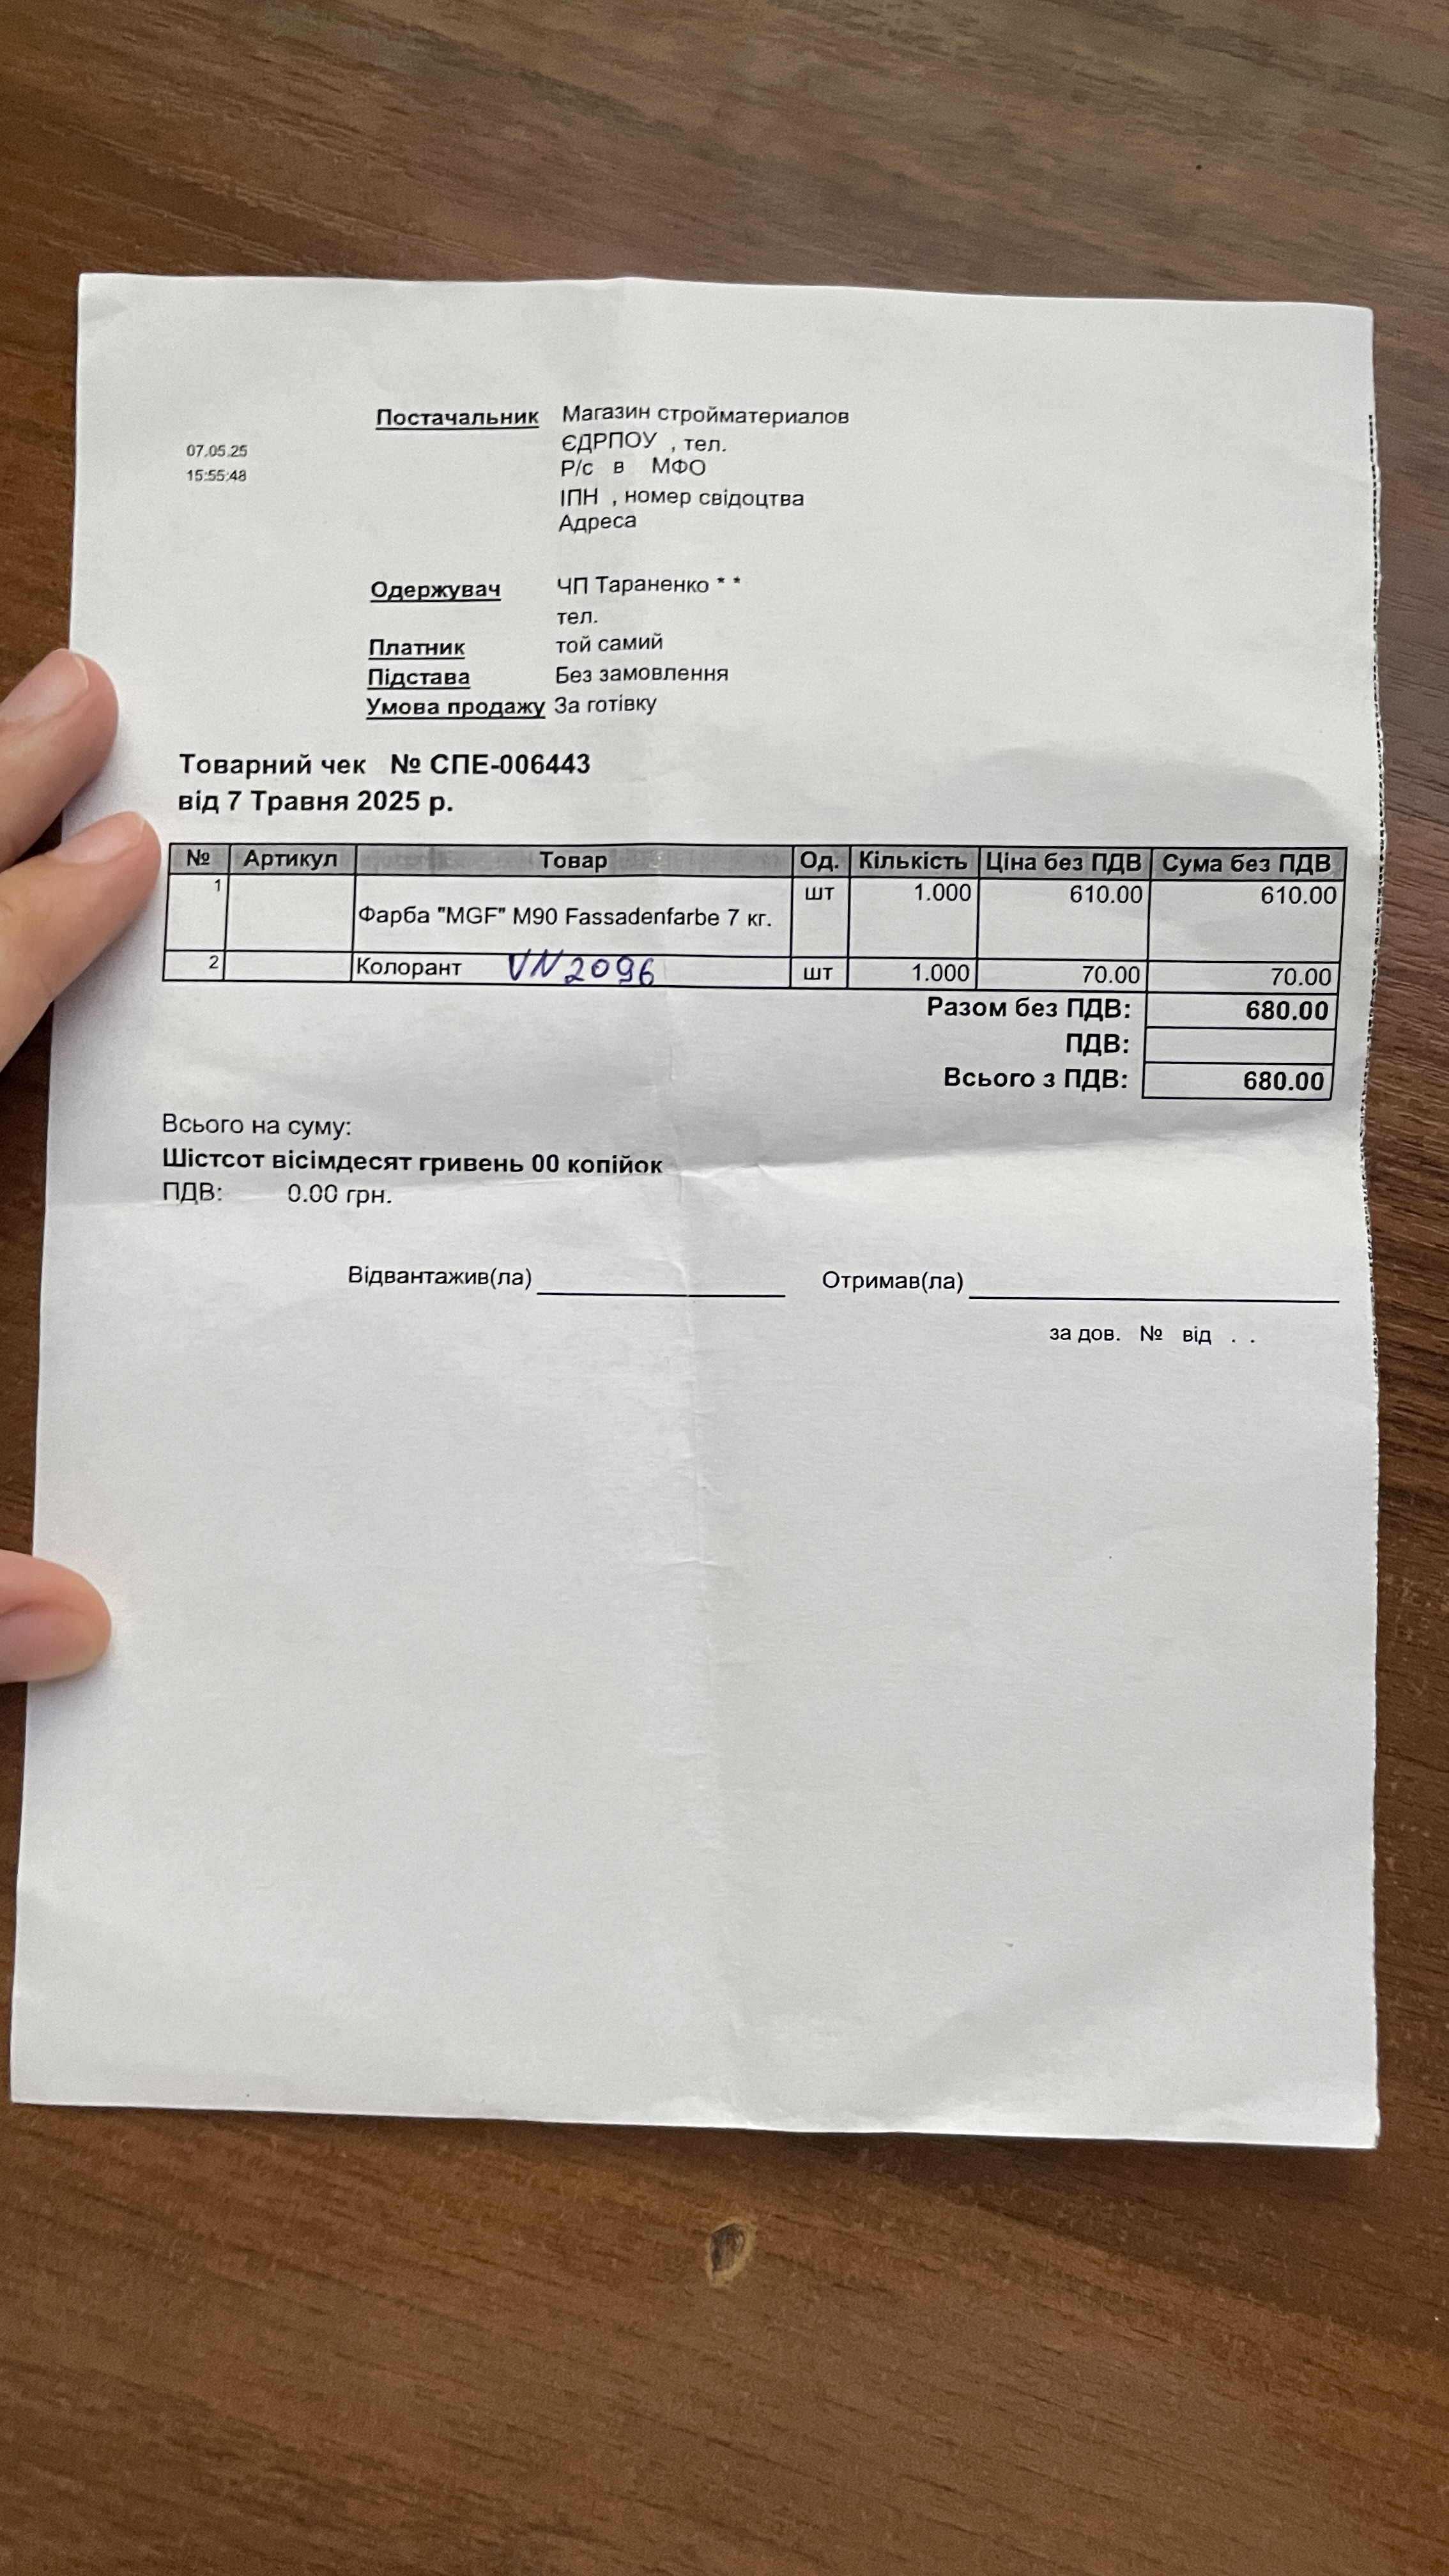 Постачальник Магазин стройматериалов
07.05.25 ЄДРПОУ , тел.
15:55:48 Р/с в МФО
ІПН , номер свідоцтва
Адреса
Одержувач ЧП Тараненко * *
тел.
Платник той самий
Підстава Без замовлення
Умова продажу За готівку
Товарний чек № СПЕ-006443
від 7 Травня 2025 р.
№ Артикул Товар Од. Кількість Ціна без ПДВ Сума без ПДВ
1 Фарба "MGF" M90 Fassadenfarbe 7 кг. шт 1.000 610.00 610.00
2 Колорант VN2096 шт 1.000 70.00 70.00
Разом без ПДВ: 680.00
ПДВ:
Всього з ПДВ: 680.00
Всього на суму:
Шістсот вісімдесят гривень 00 копійок
ПДВ: 0.00 грн.
Відвантажив(ла) Отримав(ла)
за дов. № від . .